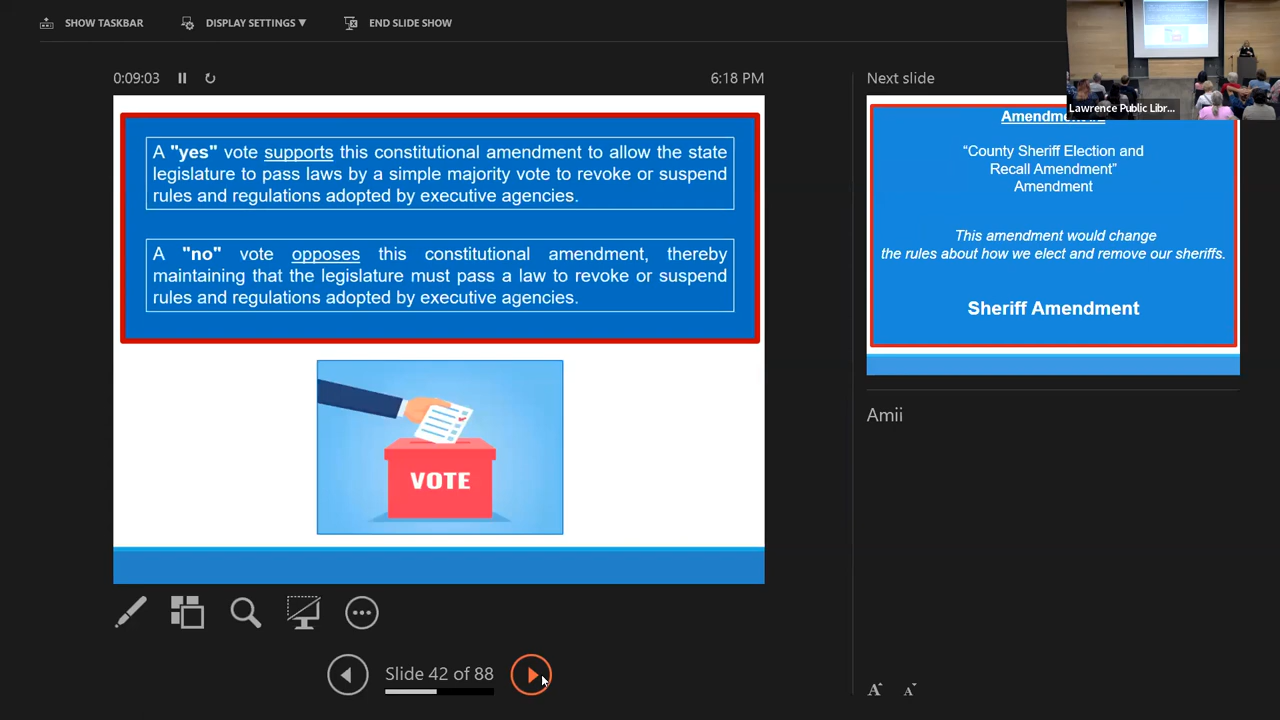 SHOW TASKBAR
DISPLAY SETTINGS ▼
END SLIDE SHOW
0:09:03
6:18 PM
A "yes" vote supports this constitutional amendment to allow the state
legislature to pass laws by a simple majority vote to revoke or suspend
rules and regulations adopted by executive agencies.
A "no" vote opposes this constitutional amendment, thereby
maintaining that the legislature must pass a law to revoke or suspend
rules and regulations adopted by executive agencies.
VOTE
Slide 42 of 88
Next slide
Lawrence Public Libr...
“County Sheriff Election and
Recall Amendment”
Amendment
This amendment would change
the rules about how we elect and remove our sheriffs.
Sheriff Amendment
Amii
A A